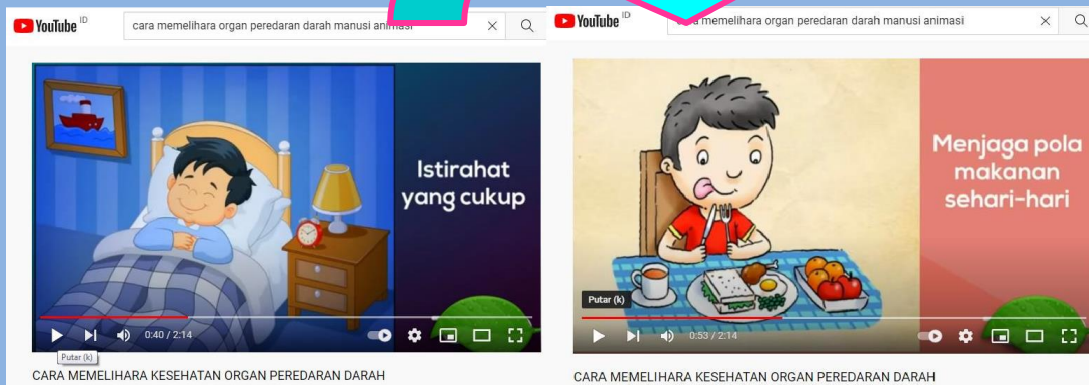 YouTube ID
cara memelihara organ peredaran darah manusi animasi
Istirahat
yang cukup
0:40 / 2:14
Putar (k)
CARA MEMELIHARA KESEHATAN ORGAN PEREDARAN DARAH
YouTube ID
memelihara organ peredaran darah manusi animasi
Menjaga pola
makanan
sehari-hari
Putar (k)
0:53 / 2:14
CARA MEMELIHARA KESEHATAN ORGAN PEREDARAN DARAH